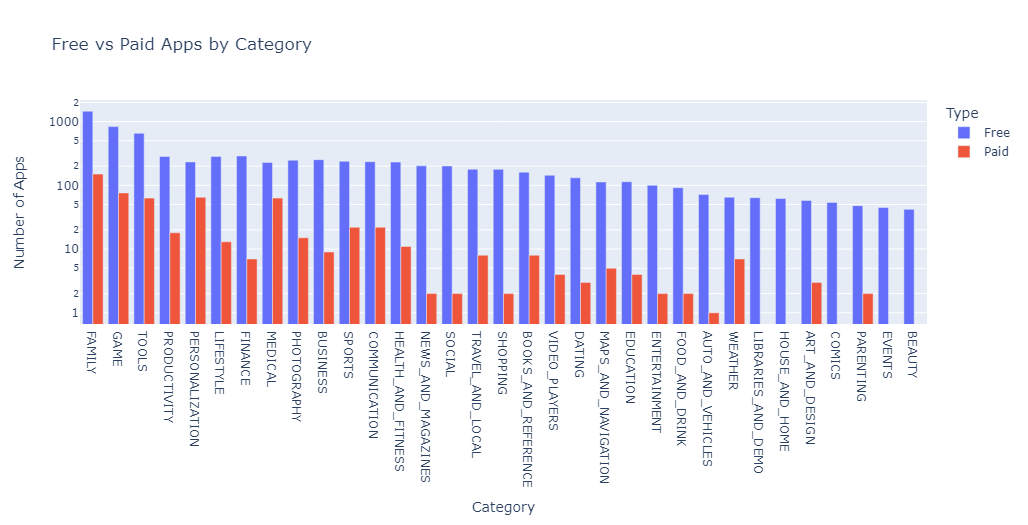 Free vs Paid Apps by Category
Number of Apps
2
1000
5
2
100
5
2
10
5
2
1
Type
Free
Paid
FAMILY
GAME
TOOLS
PRODUCTIVITY
PERSONALIZATION
LIFESTYLE
FINANCE
MEDICAL
PHOTOGRAPHY
BUSINESS
SPORTS
COMMUNICATION
HEALTH_AND_FITNESS
NEWS_AND_MAGAZINES
SOCIAL
TRAVEL_AND_LOCAL
SHOPPING
BOOKS_AND_REFERENCE
VIDEO_PLAYERS
DATING
MAPS_AND_NAVIGATION
EDUCATION
ENTERTAINMENT
FOOD_AND_DRINK
AUTO_AND_VEHICLES
WEATHER
LIBRARIES_AND_DEMO
HOUSE_AND_HOME
ART_AND_DESIGN
COMICS
PARENTING
EVENTS
BEAUTY
Category